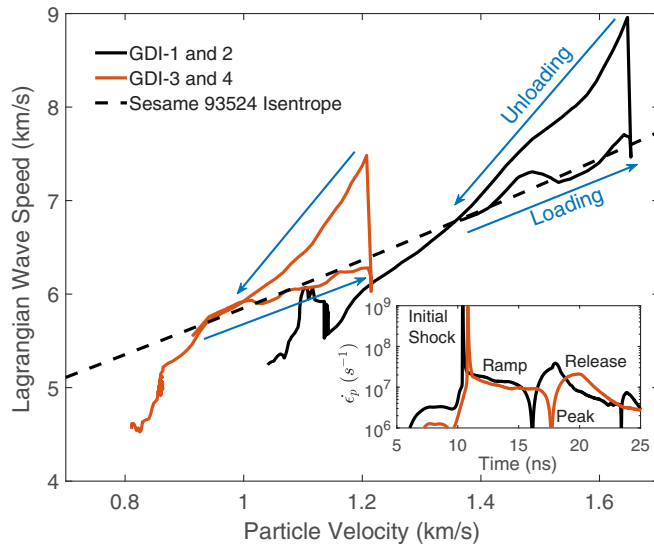 9
8
7
6
5
4
Lagrangian Wave Speed (km/s)
GDI-1 and 2
GDI-3 and 4
Sesame 93524 Isentrope
Unloading
Loading
10⁹
10⁸
10⁷
10⁶
ϵ̇ₚ (s⁻¹)
Initial
Shock
Ramp
Release
Peak
5 10 15 20 25
Time (ns)
0.8 1 1.2 1.4 1.6
Particle Velocity (km/s)